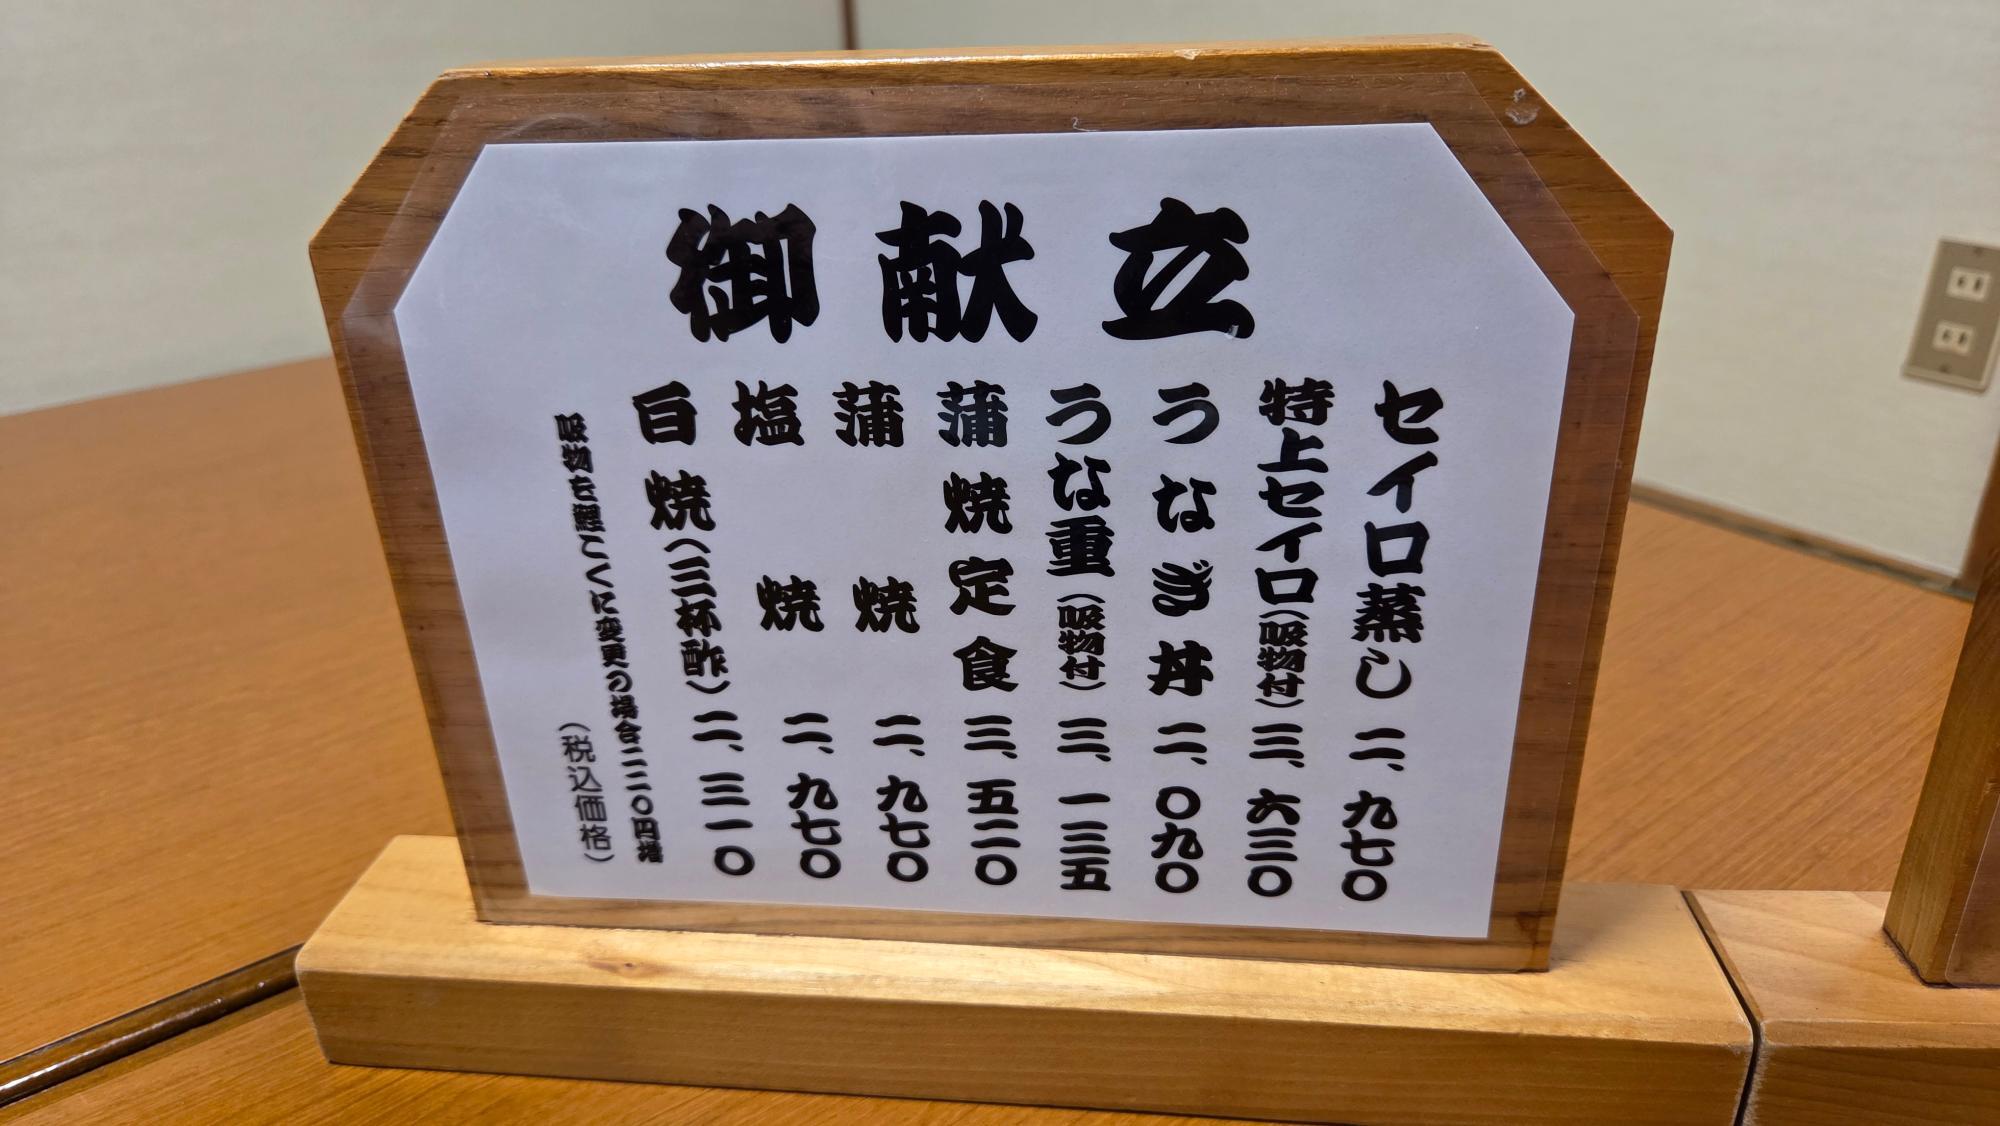 御献立
セイロ蒸し 二、九七〇
特上セイロ(吸物付) 三、六三〇
うなぎ丼 二、〇九〇
うな重(吸物付) 三、一三五
蒲焼定食 三、五二〇
蒲焼 二、九七〇
塩焼 二、九七〇
白焼(三杯酢) 二、三一〇
吸物を鯉こくに変更の場合二二〇円増
(税込価格)